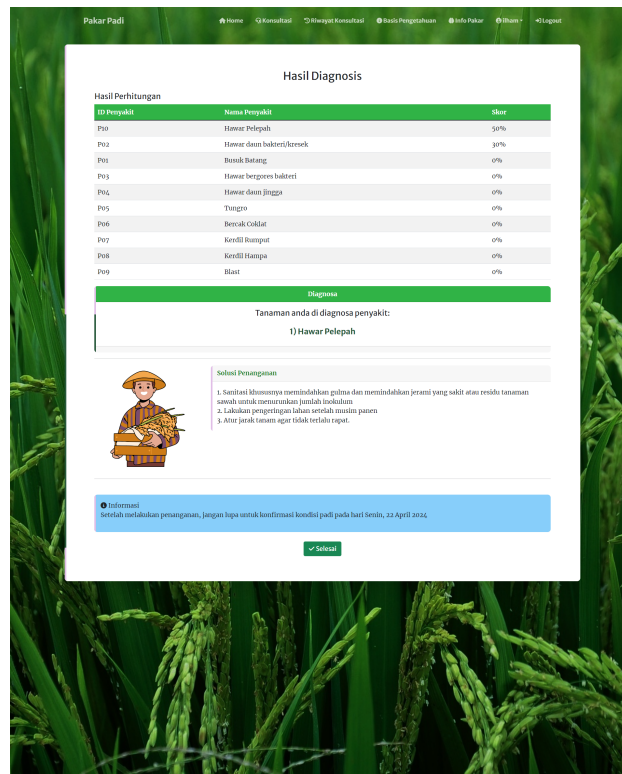 Pakar Padi Home Konsultasi Riwayat Konsultasi Basis Pengetahuan Info Pakar ilham Logout
Hasil Diagnosis
Hasil Perhitungan
ID Penyakit Nama Penyakit Skor
P10 Hawar Pelepah 50%
P02 Hawar daun bakteri/kresek 30%
P01 Busuk Batang 0%
P03 Hawar bergores bakteri 0%
P04 Hawar daun jingga 0%
P05 Tungro 0%
P06 Bercak Coklat 0%
P07 Kerdil Rumput 0%
P08 Kerdil Hampa 0%
P09 Blast 0%
Diagnosa
Tanaman anda di diagnosa penyakit:
1) Hawar Pelepah
Solusi Penanganan
1. Sanitasi khususnya memindahkan gulma dan memindahkan jerami yang sakit atau residu tanaman
sawah untuk menurunkan jumlah inokulum
2. Lakukan pengeringan lahan setelah musim panen
3. Atur jarak tanam agar tidak terlalu rapat.
Informasi
Setelah melakukan penanganan, jangan lupa untuk konfirmasi kondisi padi pada hari Senin, 22 April 2024
Selesai